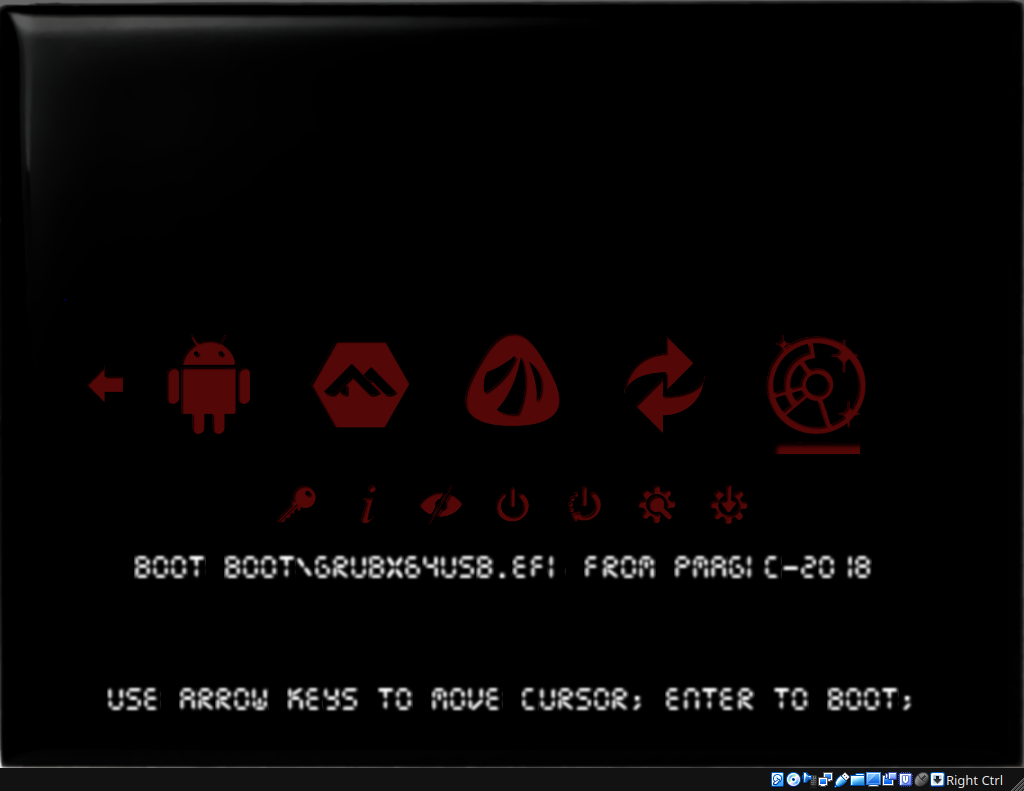 BOOT BOOT\GRUBX64USB.EFI FROM PMAGIC-2018
USE ARROW KEYS TO MOVE CURSOR; ENTER TO BOOT;
Right Ctrl